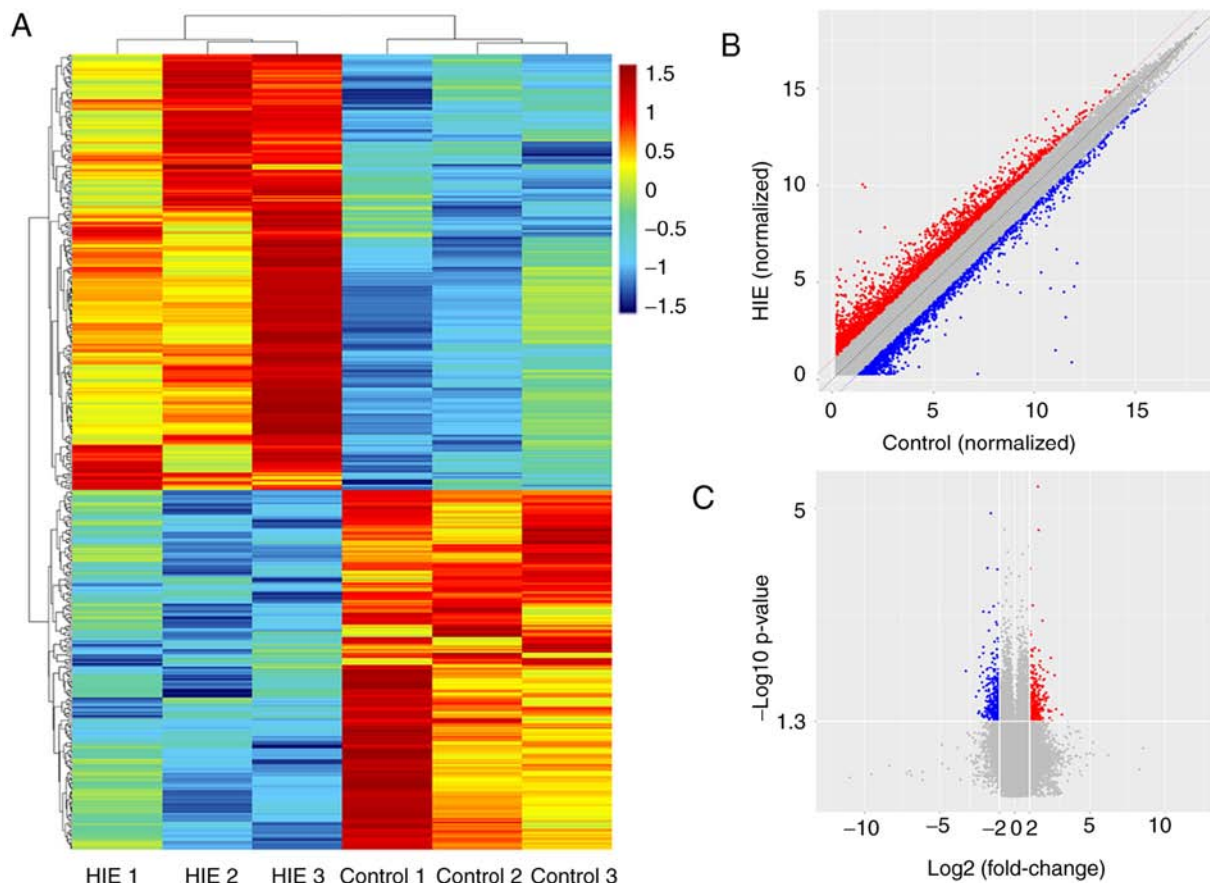 A
1.5
1
0.5
0
−0.5
−1
−1.5
HIE 1 HIE 2 HIE 3 Control 1 Control 2 Control 3
B
HIE (normalized)
15
10
5
0
0 5 10 15
Control (normalized)
C
−Log10 p-value
5
1.3
−10 −5 −2 0 2 5 10
Log2 (fold-change)